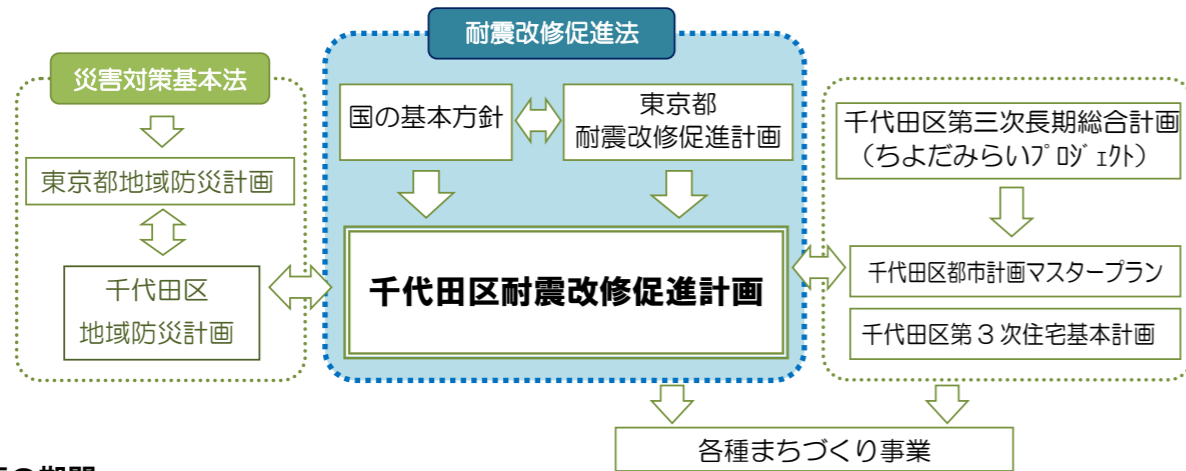 耐震改修促進法
災害対策基本法
東京都地域防災計画
千代田区
地域防災計画
国の基本方針
東京都
耐震改修促進計画
千代田区耐震改修促進計画
千代田区第三次長期総合計画
（ちよだみらいﾌﾟﾛｼﾞｪｸﾄ）
千代田区都市計画マスタープラン
千代田区第３次住宅基本計画
各種まちづくり事業